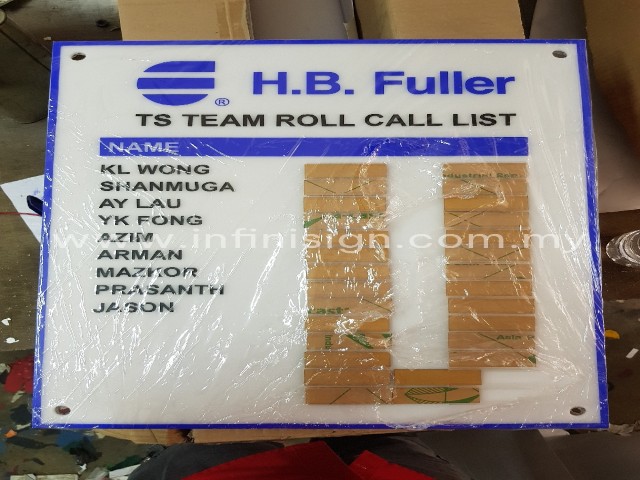 H.B. Fuller
®
TS TEAM ROLL CALL LIST
NAME
KL WONG
SHANMUGA
AY LAU
YK FONG
AZIM
ARMAN
MAZKOR
PRASANTH
JASON
www.infinisign.com.my